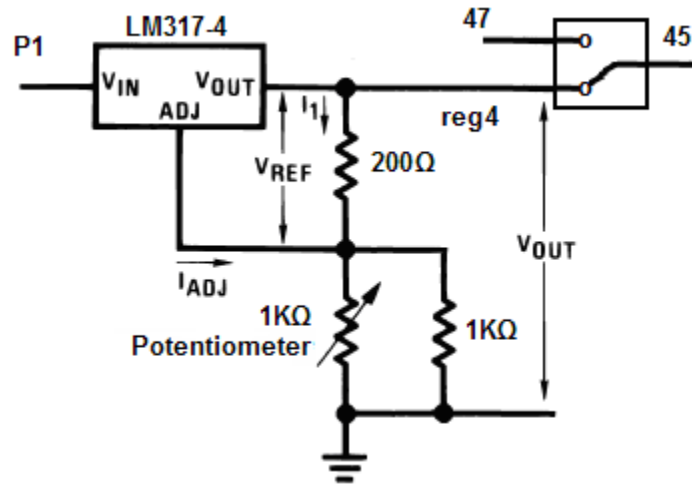 LM317-4
P1
47
45
VIN
VOUT
ADJ
I1
reg4
VREF
200Ω
VOUT
IADJ
1KΩ
Potentiometer
1KΩ